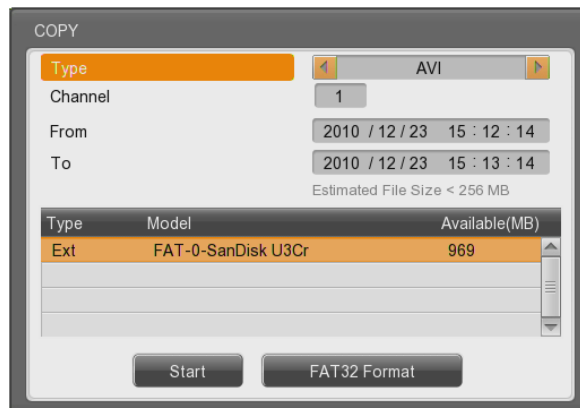 COPY
Type AVI
Channel 1
From 2010 / 12 / 23 15 : 12 : 14
To 2010 / 12 / 23 15 : 13 : 14
Estimated File Size < 256 MB
Type Model Available(MB)
Ext FAT-0-SanDisk U3Cr 969
Start FAT32 Format